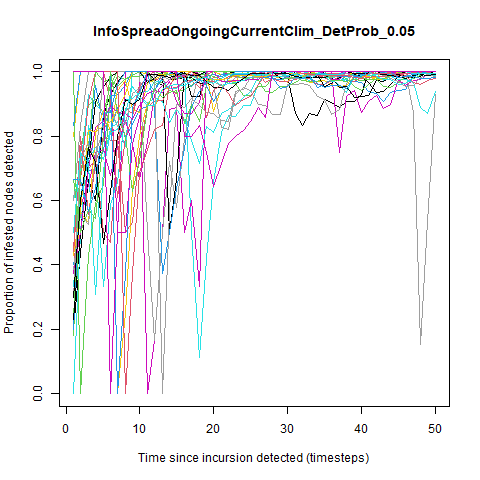 InfoSpreadOngoingCurrentClim_DetProb_0.05
Proportion of infested nodes detected
1.0
0.8
0.6
0.4
0.2
0.0
0 10 20 30 40 50
Time since incursion detected (timesteps)